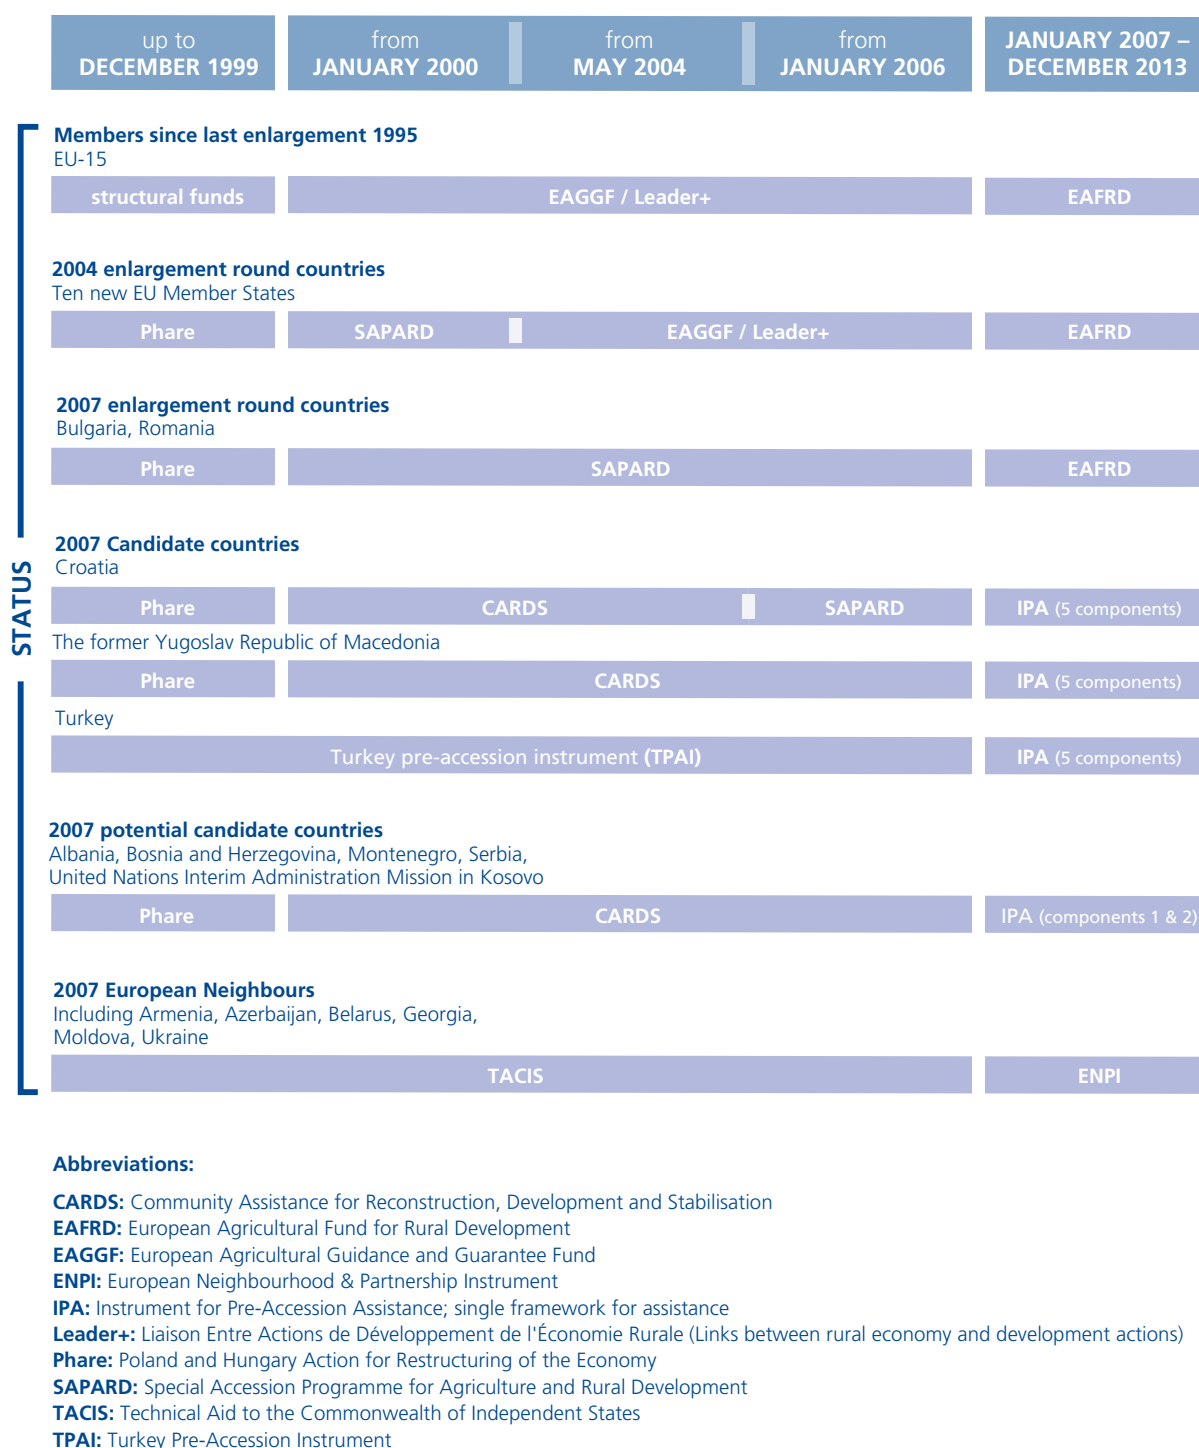 up to
DECEMBER 1999
from
JANUARY 2000
from
MAY 2004
from
JANUARY 2006
JANUARY 2007 –
DECEMBER 2013
STATUS
Members since last enlargement 1995
EU-15
structural funds
EAGGF / Leader+
EAFRD
2004 enlargement round countries
Ten new EU Member States
Phare
SAPARD
EAGGF / Leader+
EAFRD
2007 enlargement round countries
Bulgaria, Romania
Phare
SAPARD
EAFRD
2007 Candidate countries
Croatia
Phare
CARDS
SAPARD
IPA (5 components)
The former Yugoslav Republic of Macedonia
Phare
CARDS
IPA (5 components)
Turkey
Turkey pre-accession instrument (TPAI)
IPA (5 components)
2007 potential candidate countries
Albania, Bosnia and Herzegovina, Montenegro, Serbia,
United Nations Interim Administration Mission in Kosovo
Phare
CARDS
IPA (components 1 & 2)
2007 European Neighbours
Including Armenia, Azerbaijan, Belarus, Georgia,
Moldova, Ukraine
TACIS
ENPI
Abbreviations:
CARDS: Community Assistance for Reconstruction, Development and Stabilisation
EAFRD: European Agricultural Fund for Rural Development
EAGGF: European Agricultural Guidance and Guarantee Fund
ENPI: European Neighbourhood & Partnership Instrument
IPA: Instrument for Pre-Accession Assistance; single framework for assistance
Leader+: Liaison Entre Actions de Développement de l'Économie Rurale (Links between rural economy and development actions)
Phare: Poland and Hungary Action for Restructuring of the Economy
SAPARD: Special Accession Programme for Agriculture and Rural Development
TACIS: Technical Aid to the Commonwealth of Independent States
TPAI: Turkey Pre-Accession Instrument